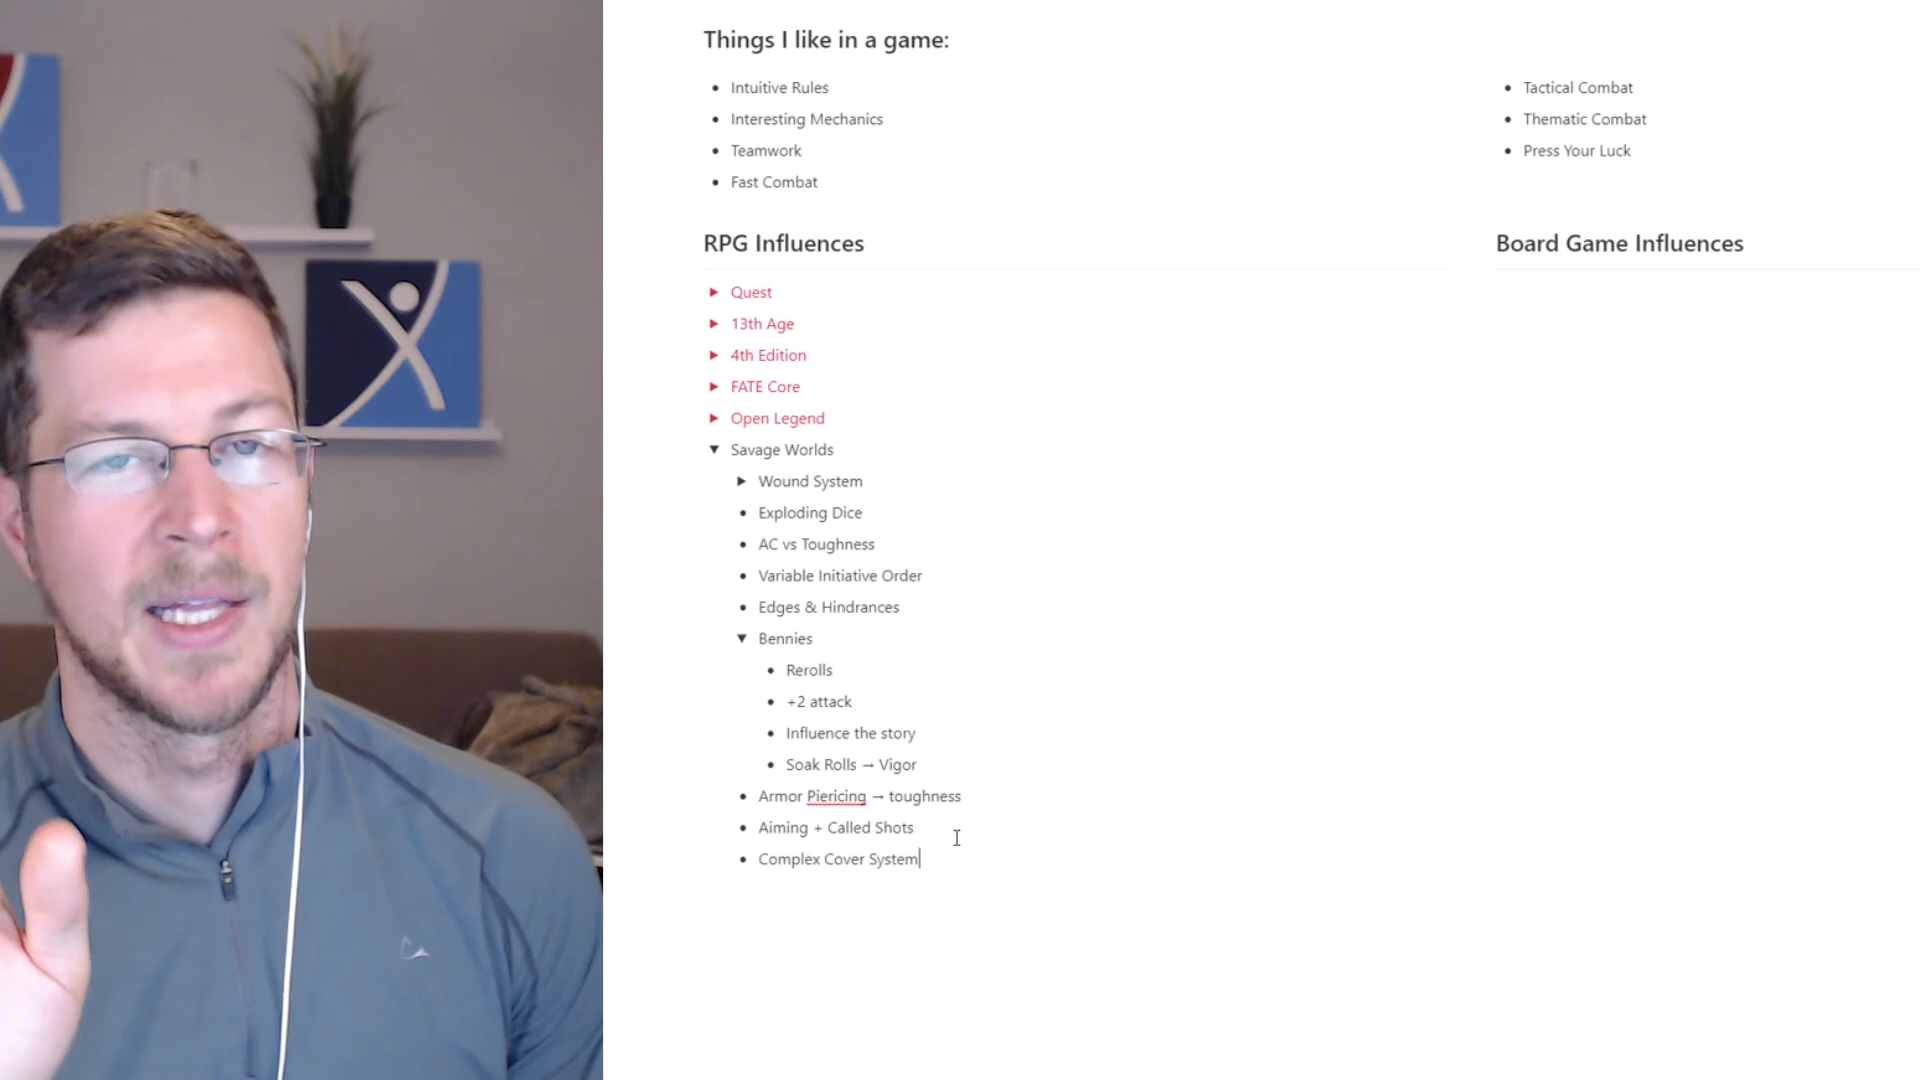 Things I like in a game:
Intuitive Rules
Interesting Mechanics
Teamwork
Fast Combat
Tactical Combat
Thematic Combat
Press Your Luck
RPG Influences
Quest
13th Age
4th Edition
FATE Core
Open Legend
Savage Worlds
Wound System
Exploding Dice
AC vs Toughness
Variable Initiative Order
Edges & Hindrances
Bennies
Rerolls
+2 attack
Influence the story
Soak Rolls → Vigor
Armor Piericing → toughness
Aiming + Called Shots
Complex Cover System
Board Game Influences